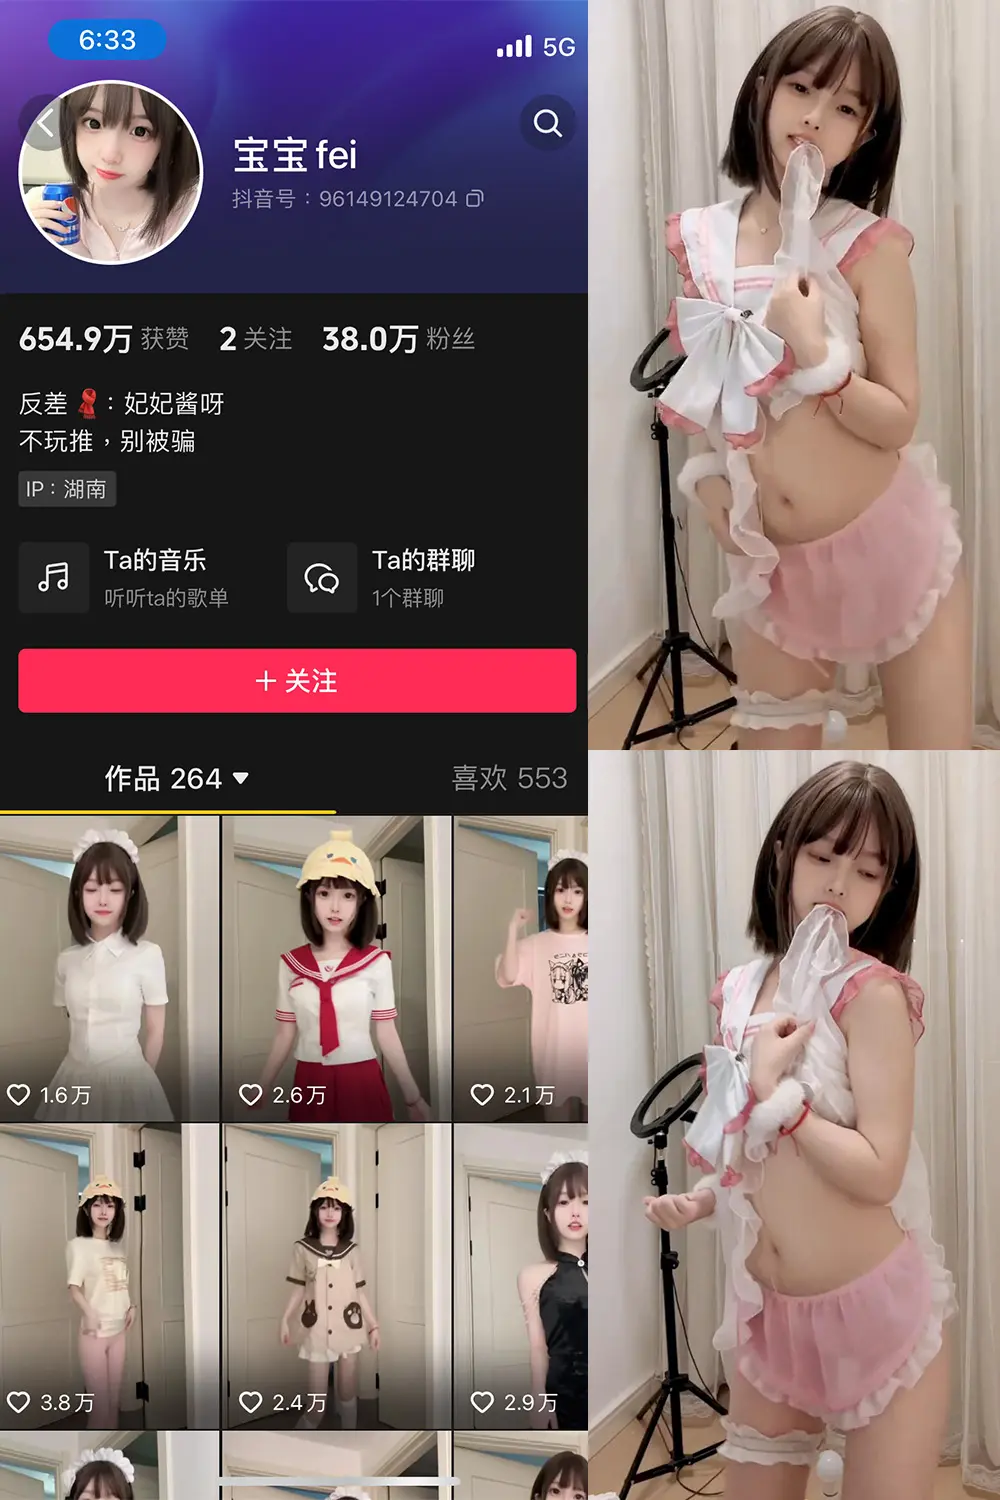 6:33
5G
宝宝fei
抖音号：96149124704
654.9万 获赞 2 关注 38.0万 粉丝
反差🧣：妃妃酱呀
不玩推，别被骗
IP：湖南
Ta的音乐
听听ta的歌单
Ta的群聊
1个群聊
+ 关注
作品 264
喜欢 553
1.6万
2.6万
2.1万
3.8万
2.4万
2.9万